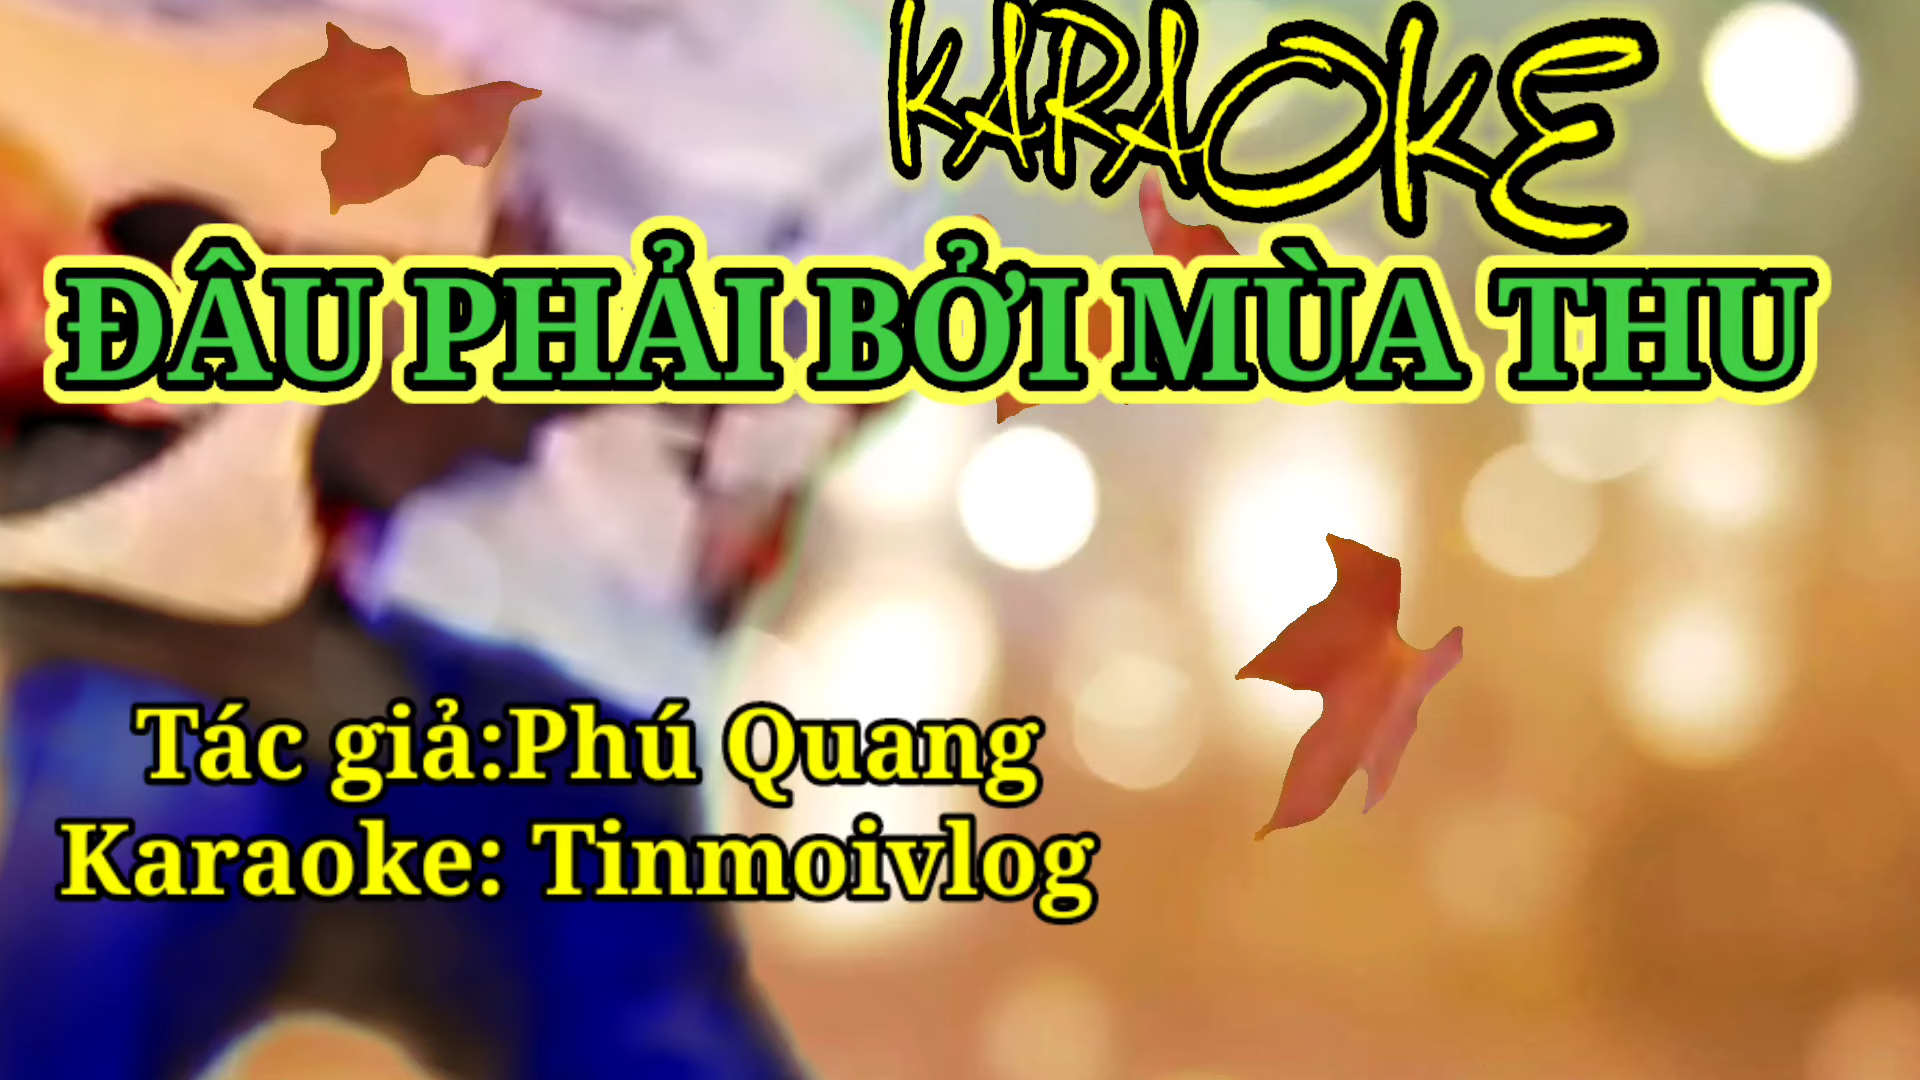 KARAOKE
ĐÂU PHẢI BỞI MÙA THU
Tác giả:Phú Quang
Karaoke: Tinmoivlog